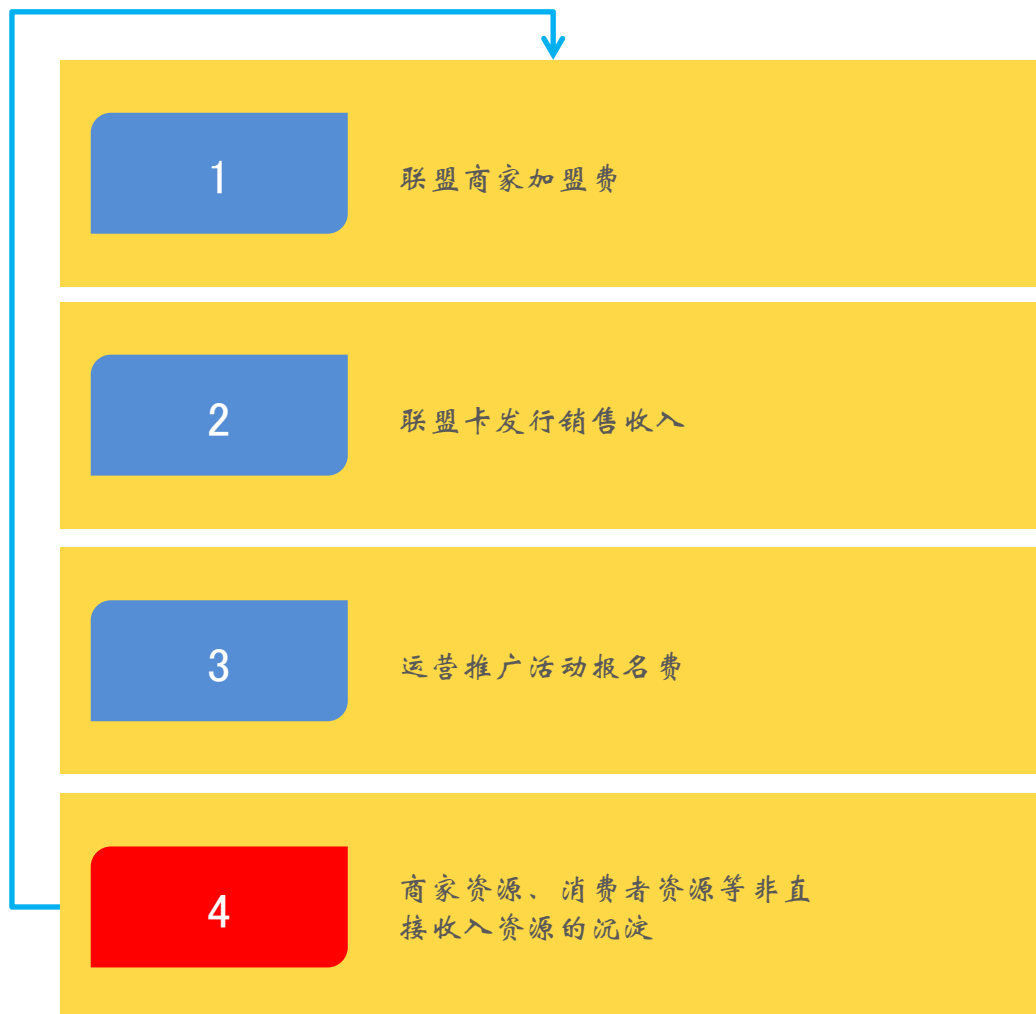 1
联盟商家加盟费
2
联盟卡发行销售收入
3
运营推广活动报名费
4
商家资源、消费者资源等非直
接收入资源的沉淀